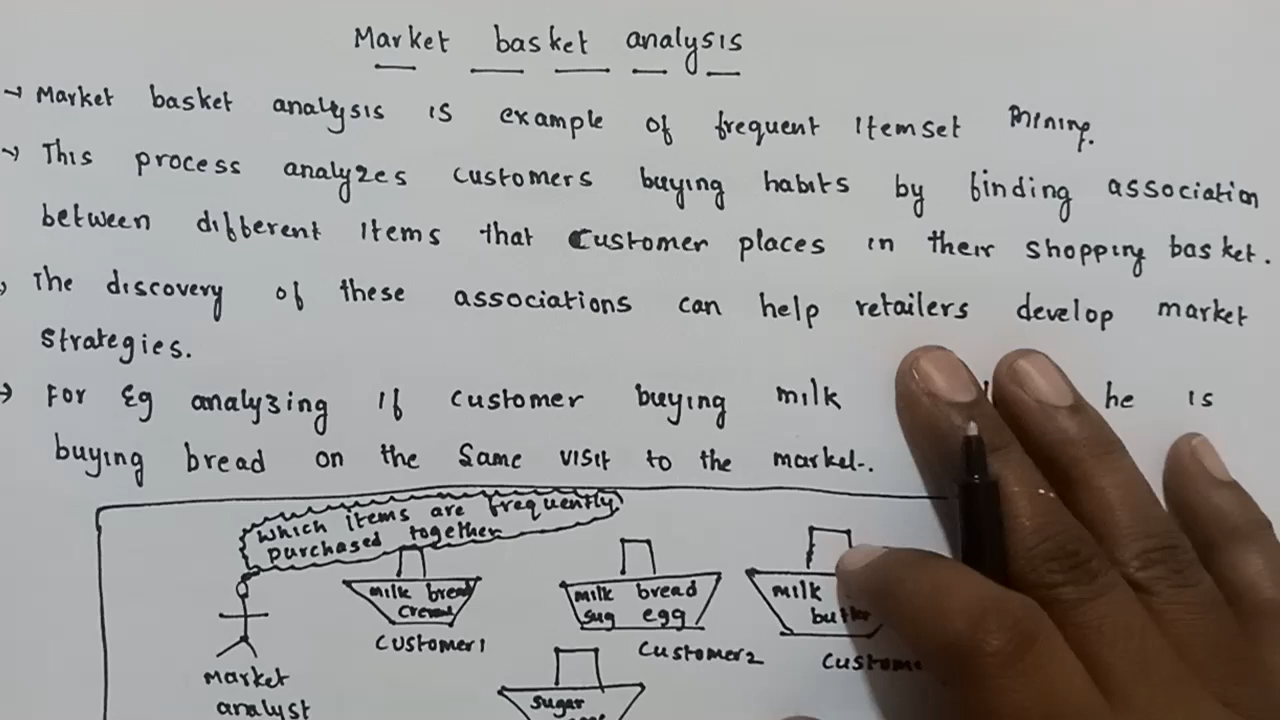 Market basket analysis
→ Market basket analysis is example of frequent itemset mining.
→ This process analyzes customers buying habits by finding association
between different items that customer places in their shopping basket.
→ The discovery of these associations can help retailers develop market
strategies.
→ For Eg analyzing if customer buying milk he is
buying bread on the same visit to the market.
which items are frequently
purchased together
milk bread
milk bread
sug egg
milk
Customer1
Customer2
market
analyst
sugar